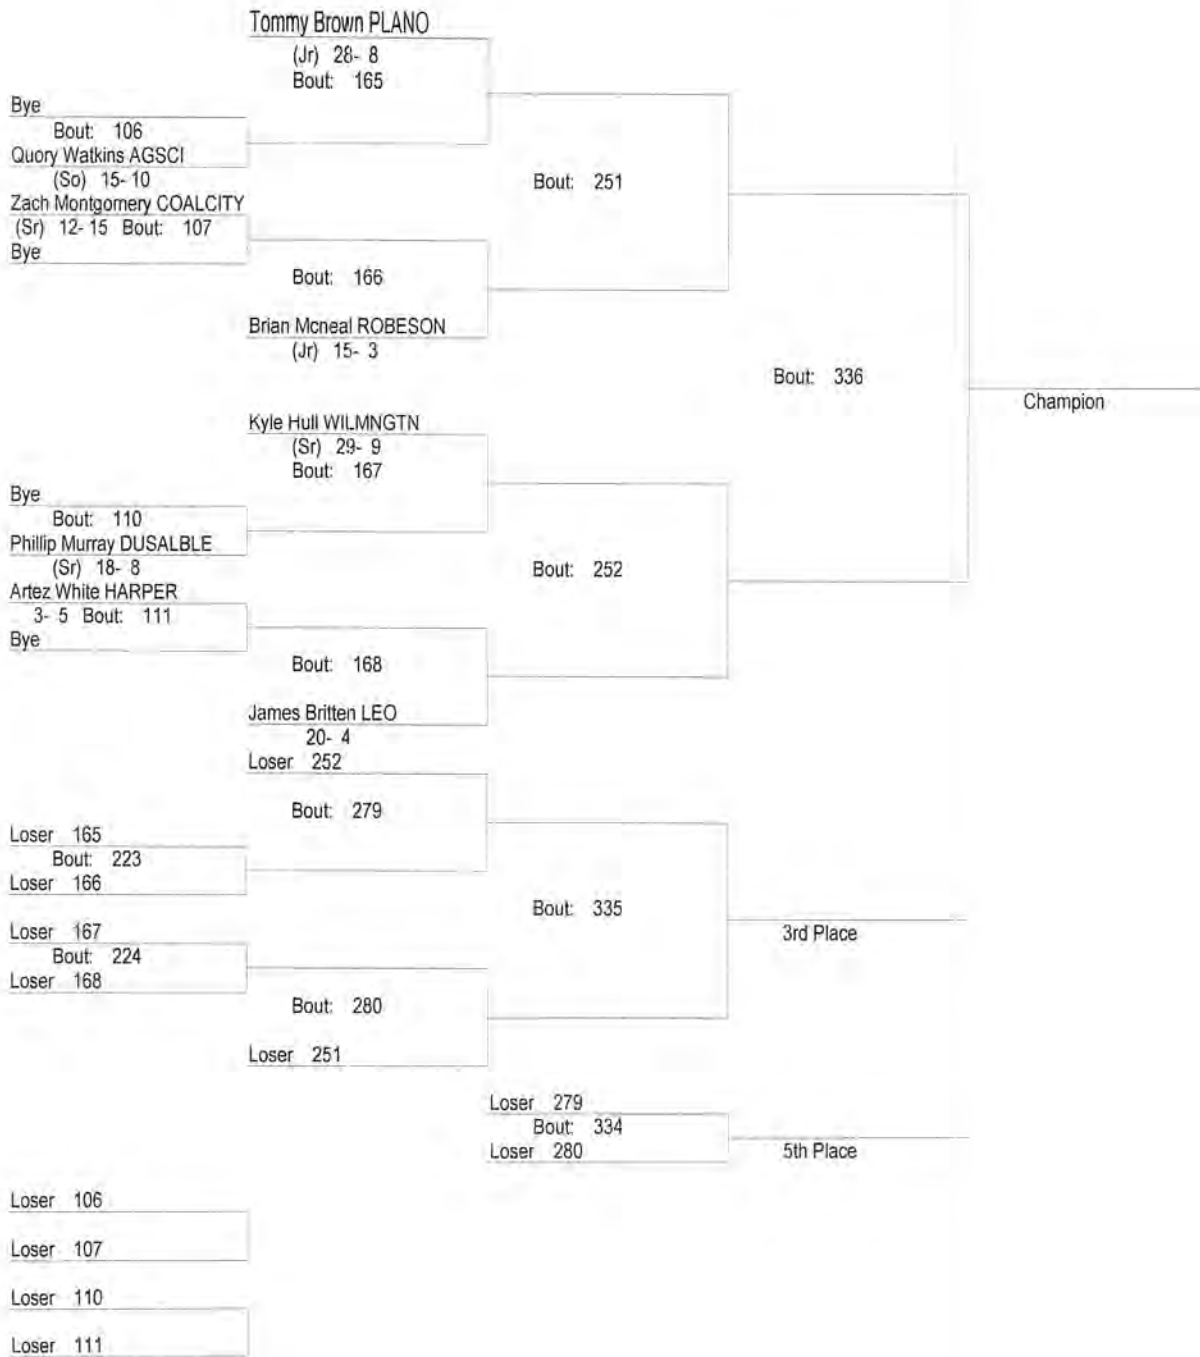 Tommy Brown PLANO
(Jr) 28- 8
Bout: 165
Bye
Bout: 106
Quory Watkins AGSCI
(So) 15- 10
Bout: 251
Zach Montgomery COALCITY
(Sr) 12- 15 Bout: 107
Bye
Bout: 166
Brian Mcneal ROBESON
(Jr) 15- 3
Bout: 336
Champion
Kyle Hull WILMNGTN
(Sr) 29- 9
Bout: 167
Bye
Bout: 110
Phillip Murray DUSALBLE
(Sr) 18- 8
Bout: 252
Artez White HARPER
3- 5 Bout: 111
Bye
Bout: 168
James Britten LEO
20- 4
Loser 252
Bout: 279
Loser 165
Bout: 223
Loser 166
Bout: 335
Loser 167
3rd Place
Bout: 224
Loser 168
Bout: 280
Loser 251
Loser 279
Bout: 334
Loser 280
5th Place
Loser 106
Loser 107
Loser 110
Loser 111